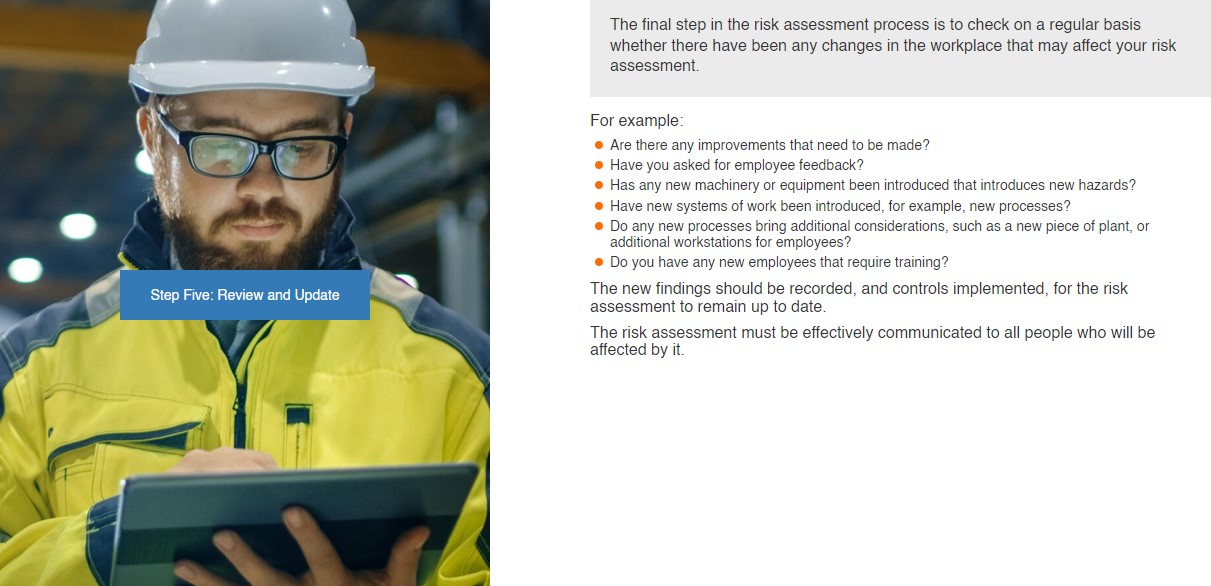 The final step in the risk assessment process is to check on a regular basis
whether there have been any changes in the workplace that may affect your risk
assessment.
For example:
Are there any improvements that need to be made?
Have you asked for employee feedback?
Has any new machinery or equipment been introduced that introduces new hazards?
Have new systems of work been introduced, for example, new processes?
Do any new processes bring additional considerations, such as a new piece of plant, or
additional workstations for employees?
Do you have any new employees that require training?
The new findings should be recorded, and controls implemented, for the risk
assessment to remain up to date.
The risk assessment must be effectively communicated to all people who will be
affected by it.
Step Five: Review and Update